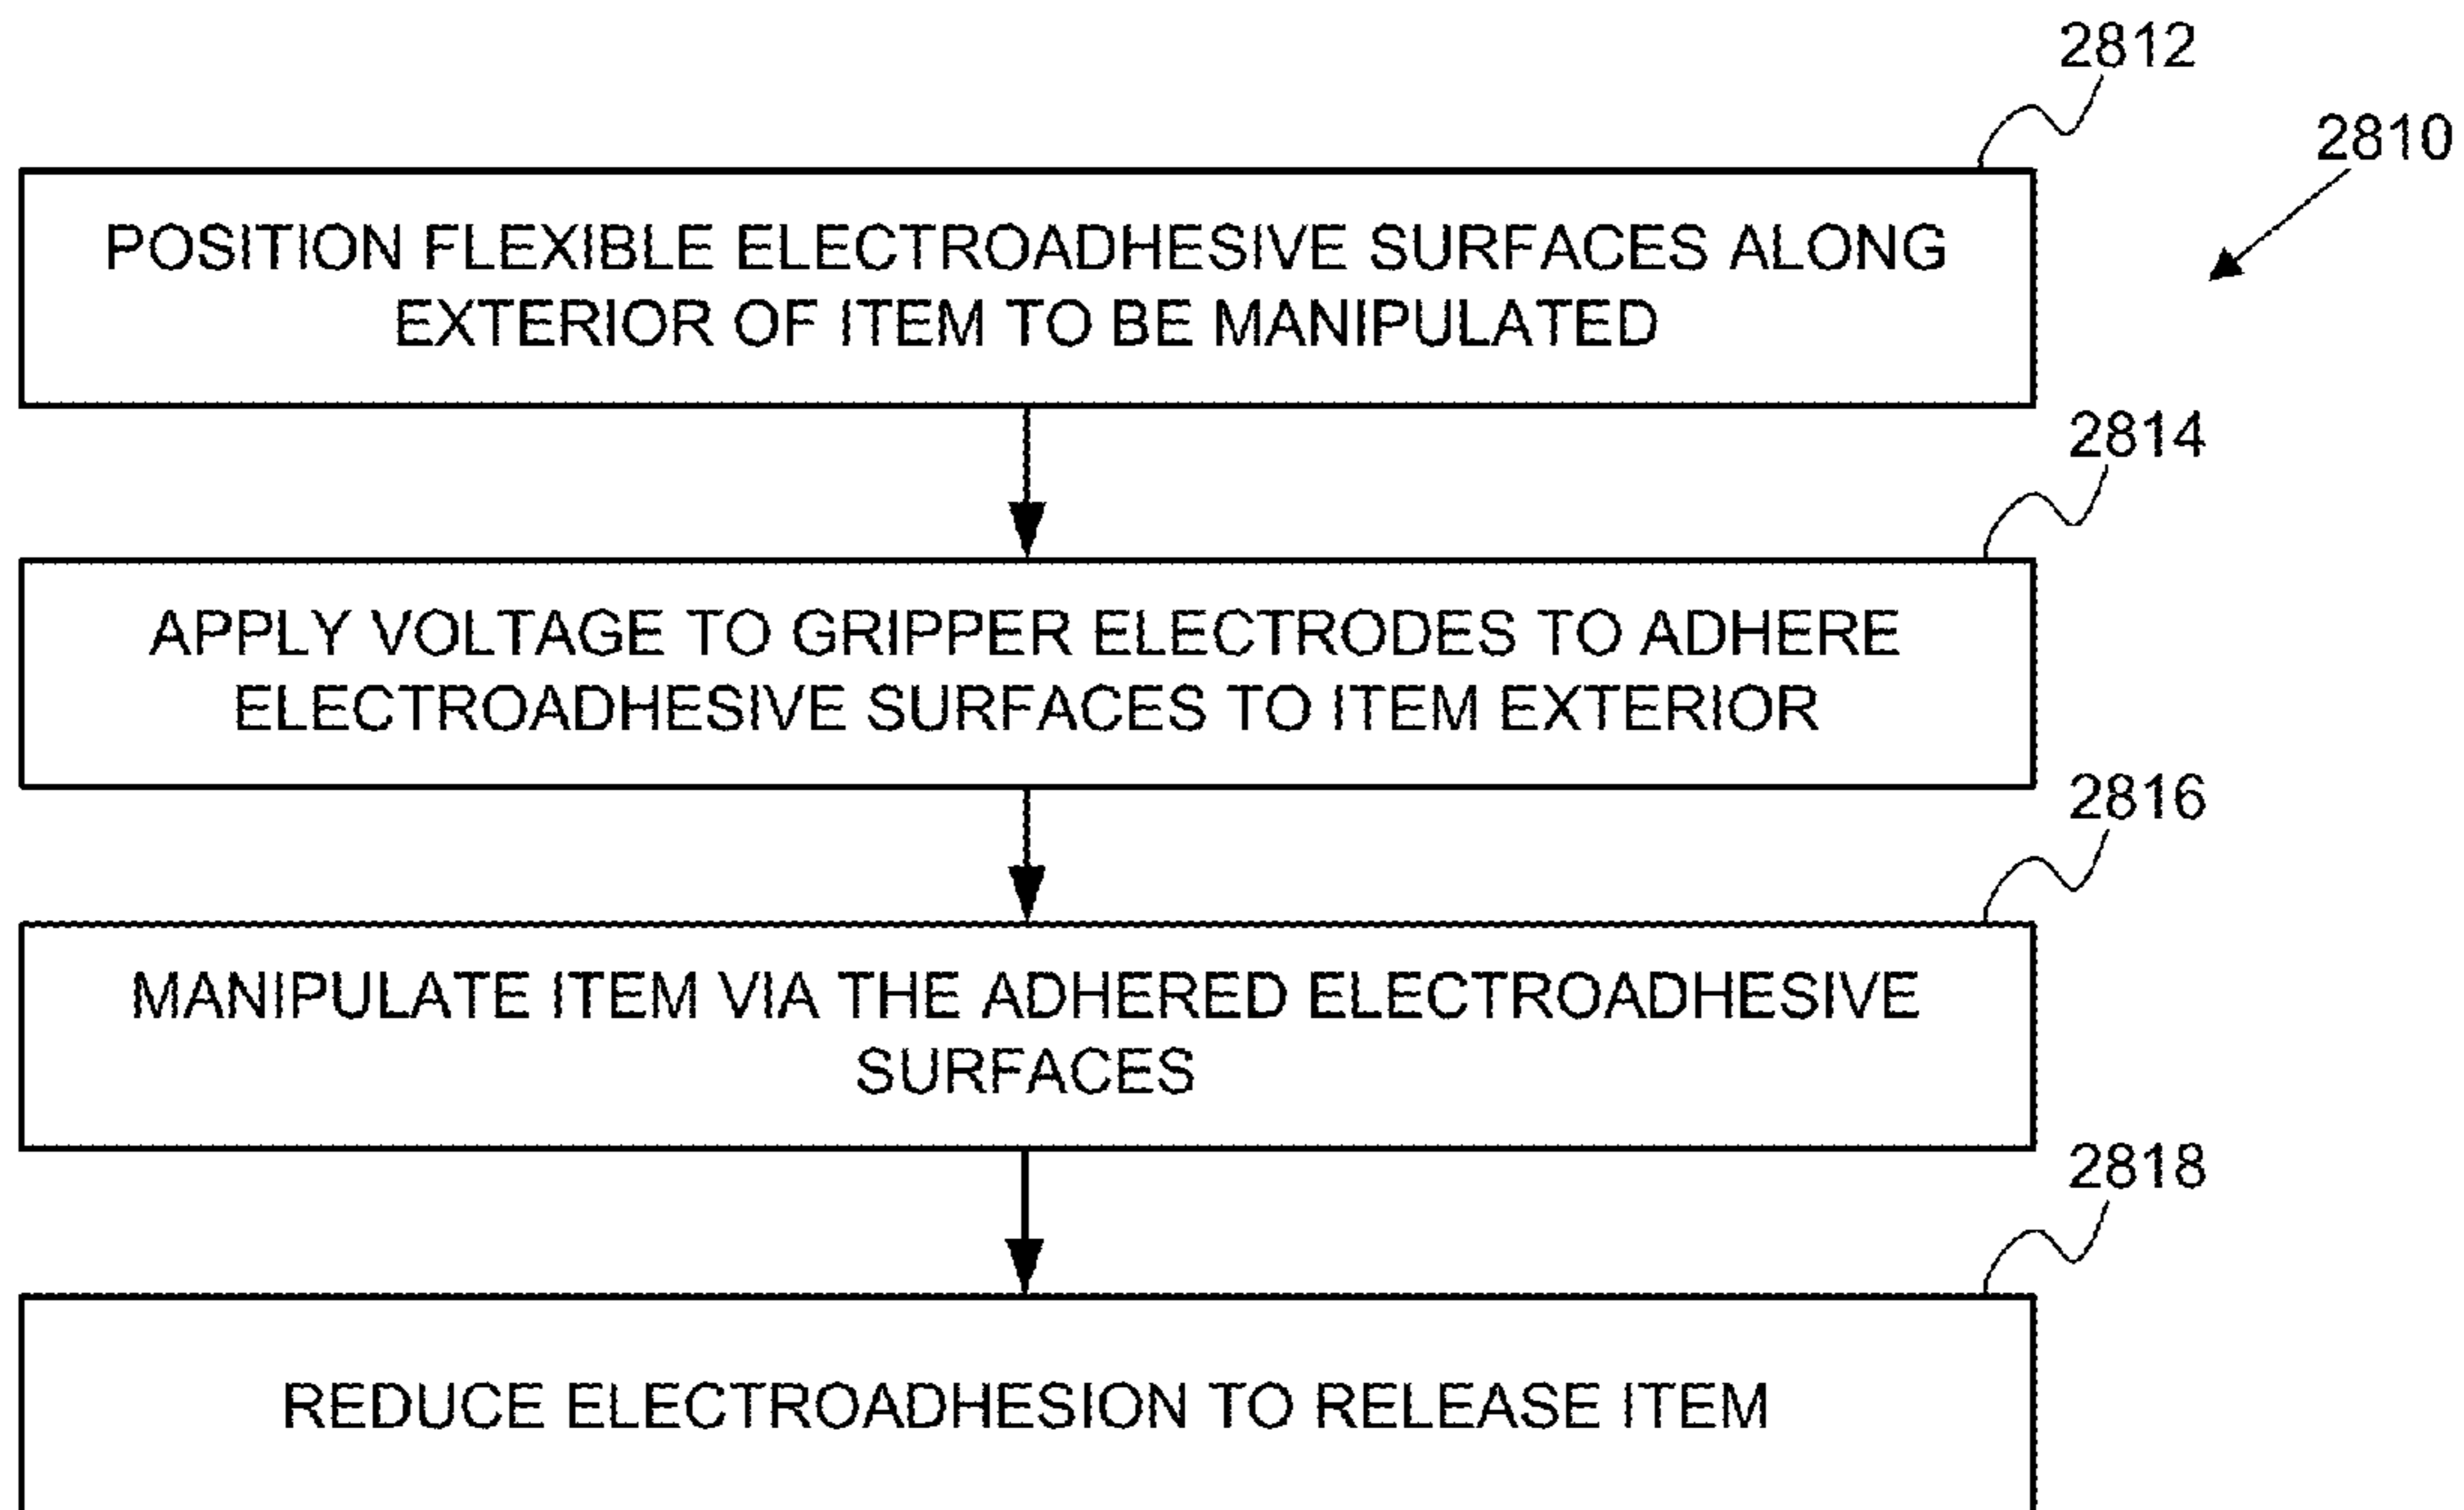 2812
2810
POSITION FLEXIBLE ELECTROADHESIVE SURFACES ALONG
EXTERIOR OF ITEM TO BE MANIPULATED
2814
APPLY VOLTAGE TO GRIPPER ELECTRODES TO ADHERE
ELECTROADHESIVE SURFACES TO ITEM EXTERIOR
2816
MANIPULATE ITEM VIA THE ADHERED ELECTROADHESIVE
SURFACES
2818
REDUCE ELECTROADHESION TO RELEASE ITEM